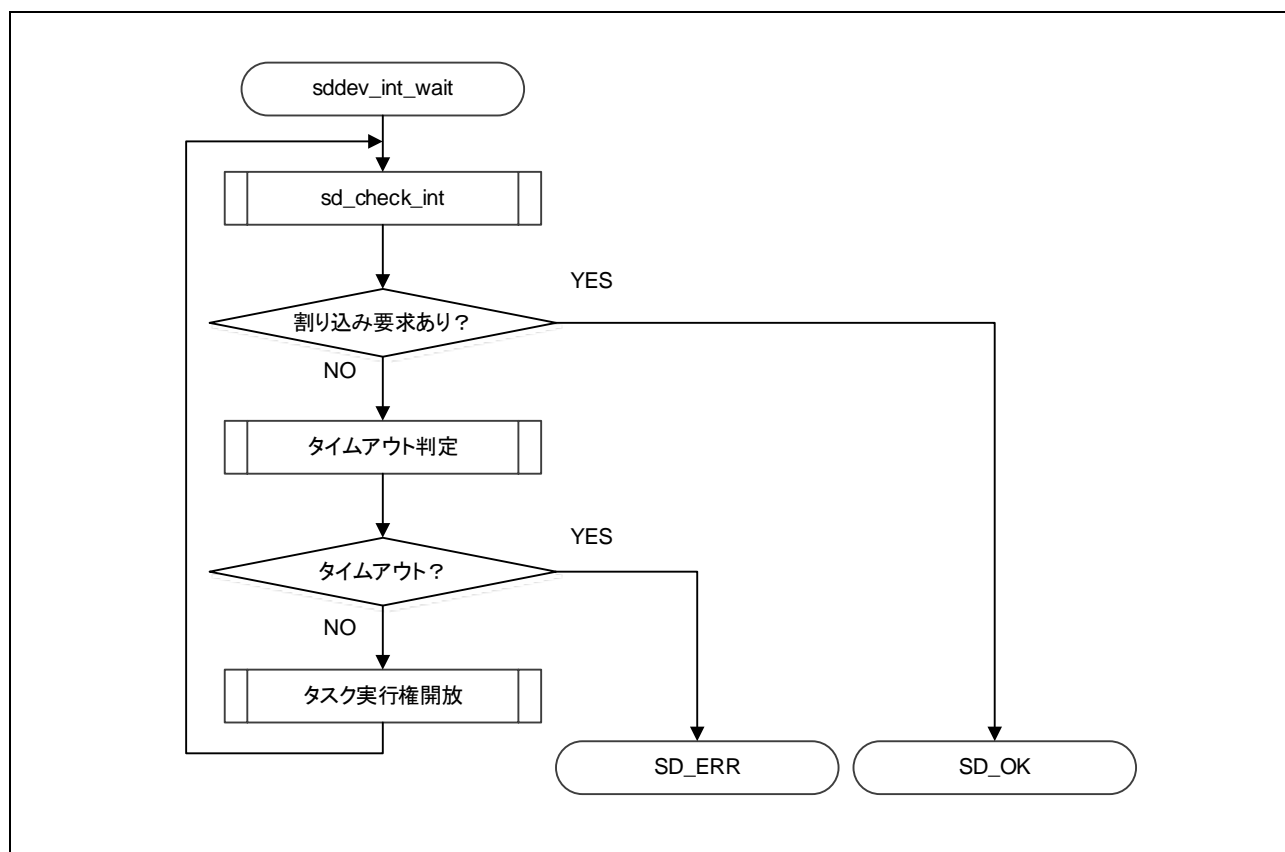 sddev_int_wait
sd_check_int
YES
割り込み要求あり？
NO
タイムアウト判定
YES
タイムアウト？
NO
タスク実行権開放
SD_ERR
SD_OK